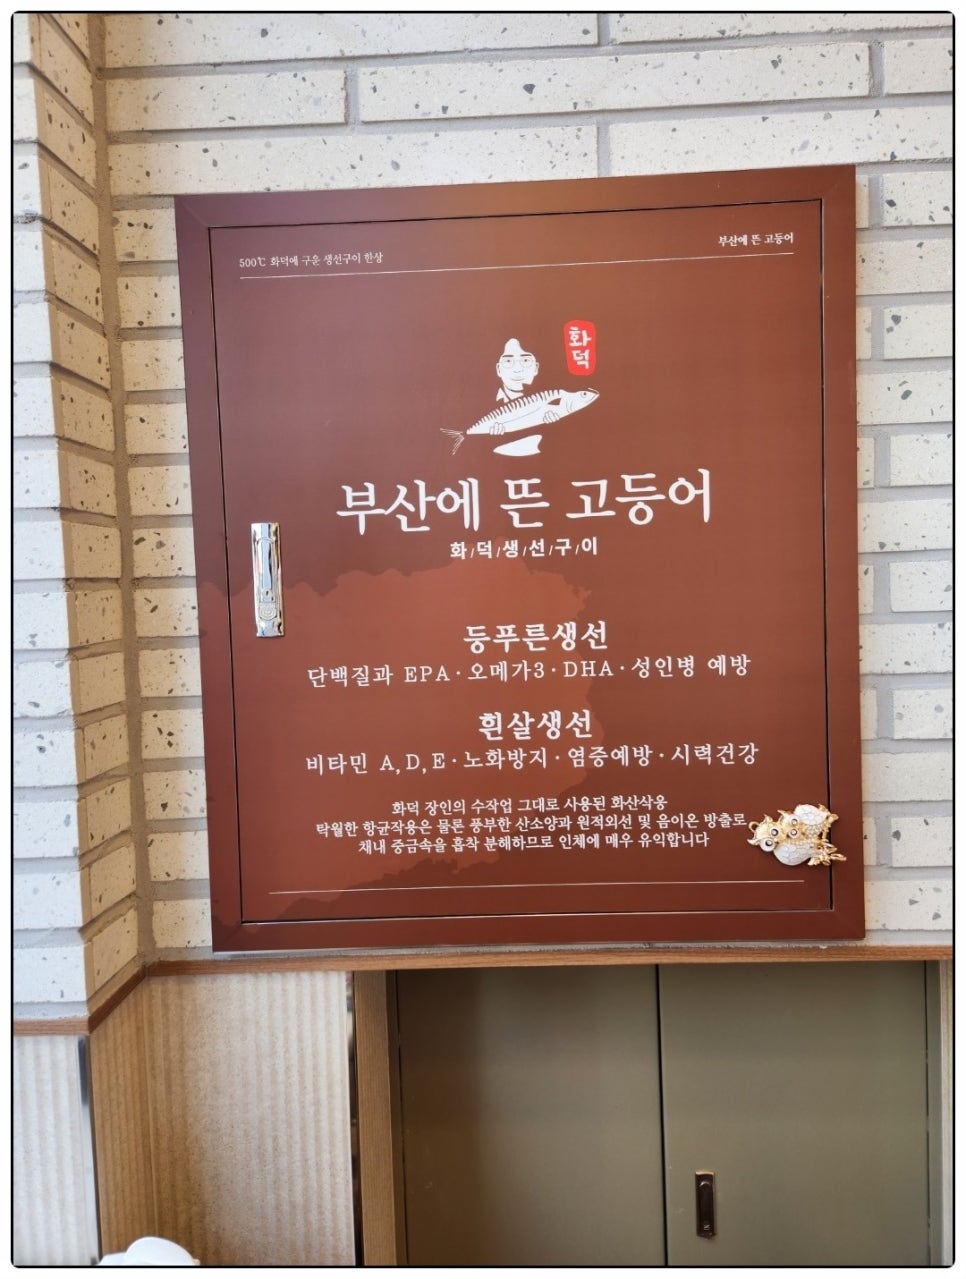 500℃ 화덕에 구운 생선구이 한상
부산에 뜬 고등어
화덕
부산에 뜬 고등어
화/덕/생/선/구/이
등푸른생선
단백질과 EPA · 오메가3 · DHA · 성인병 예방
흰살생선
비타민 A, D, E · 노화방지 · 염증예방 · 시력건강
화덕 장인의 수작업 그대로 사용된 화산석응
탁월한 항균작용은 물론 풍부한 산소양과 원적외선 및 음이온 방출로
채내 중금속을 흡착 분해하므로 인체에 매우 유익합니다